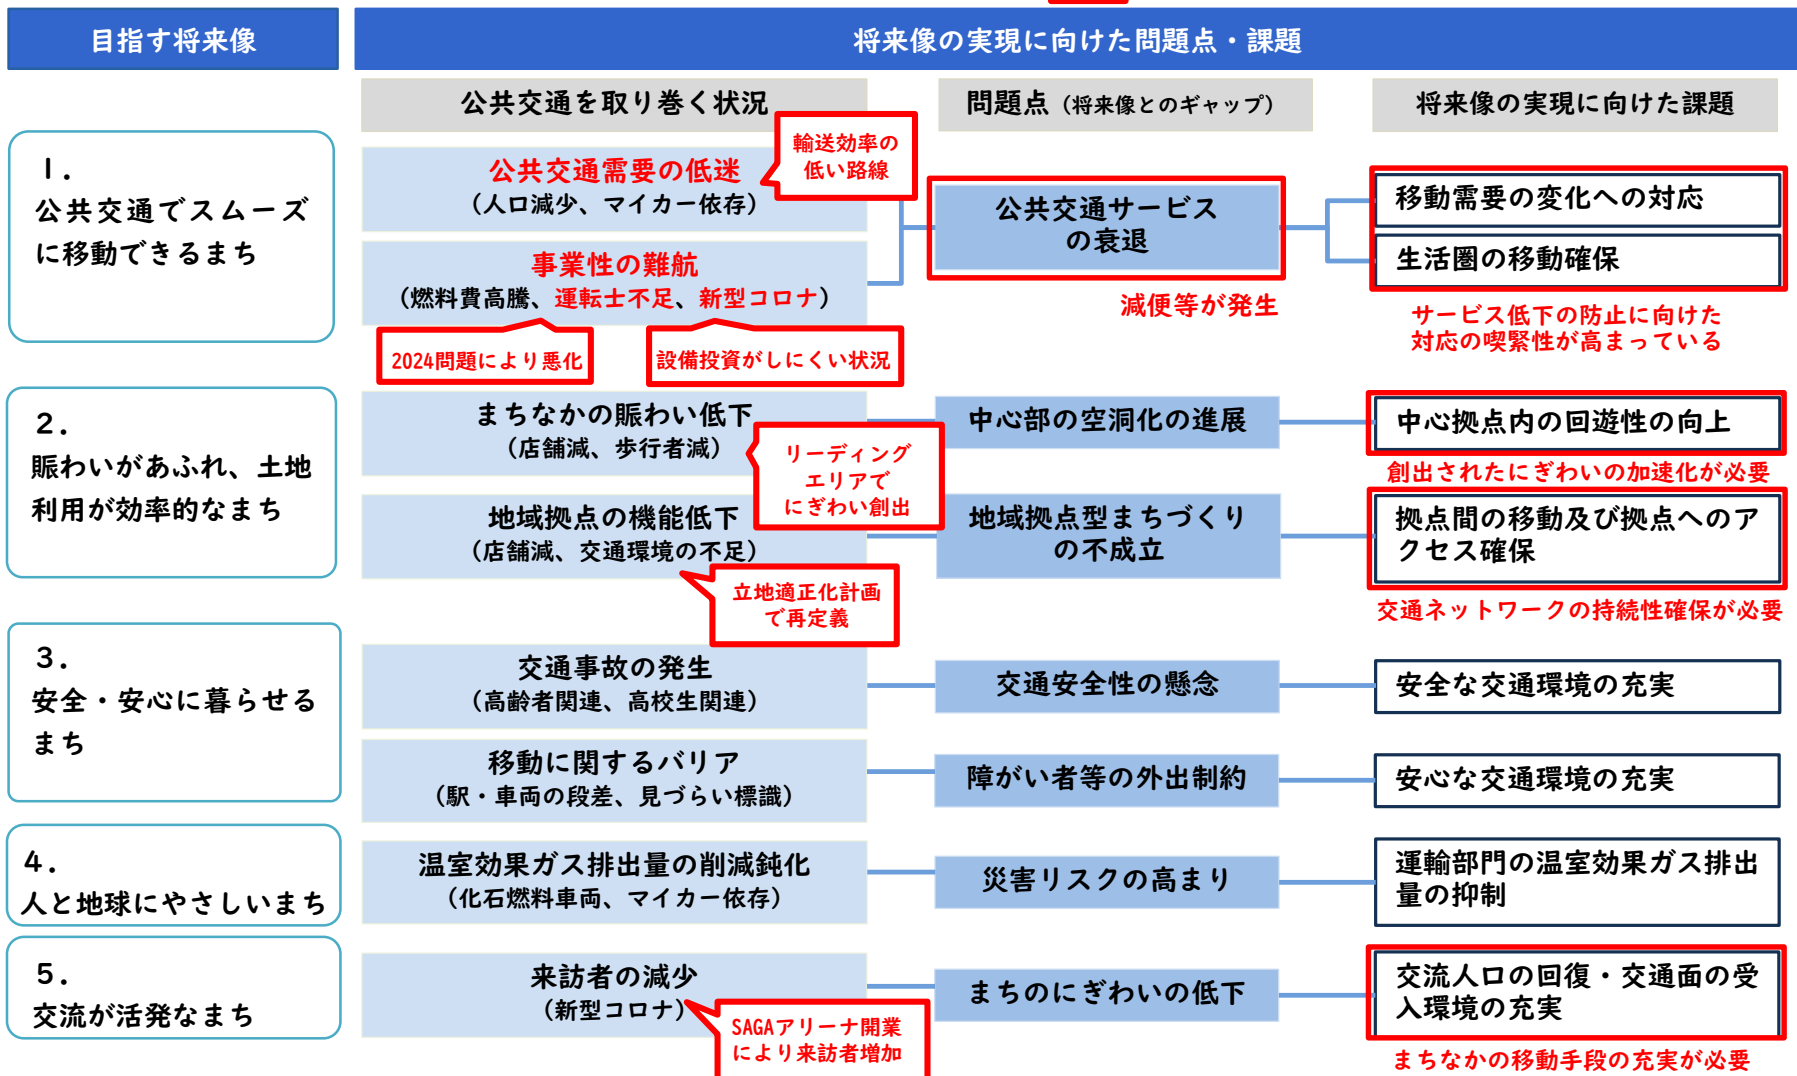 目指す将来像
将来像の実現に向けた問題点・課題
公共交通を取り巻く状況
問題点（将来像とのギャップ）
将来像の実現に向けた課題
1．
公共交通でスムーズ
に移動できるまち
公共交通需要の低迷
（人口減少、マイカー依存）
輸送効率の
低い路線
事業性の難航
（燃料費高騰、運転士不足、新型コロナ）
2024問題により悪化
設備投資がしにくい状況
公共交通サービス
の衰退
減便等が発生
移動需要の変化への対応
生活圏の移動確保
サービス低下の防止に向けた
対応の喫緊性が高まっている
2．
賑わいがあふれ、土地
利用が効率的なまち
まちなかの賑わい低下
（店舗減、歩行者減）
リーディング
エリアで
にぎわい創出
中心部の空洞化の進展
中心拠点内の回遊性の向上
創出されたにぎわいの加速化が必要
地域拠点の機能低下
（店舗減、交通環境の不足）
立地適正化計画
で再定義
地域拠点型まちづくり
の不成立
拠点間の移動及び拠点へのア
クセス確保
交通ネットワークの持続性確保が必要
3．
安全・安心に暮らせる
まち
交通事故の発生
（高齢者関連、高校生関連）
交通安全性の懸念
安全な交通環境の充実
移動に関するバリア
（駅・車両の段差、見づらい標識）
障がい者等の外出制約
安心な交通環境の充実
4．
人と地球にやさしいまち
温室効果ガス排出量の削減鈍化
（化石燃料車両、マイカー依存）
災害リスクの高まり
運輸部門の温室効果ガス排出
量の抑制
5．
交流が活発なまち
来訪者の減少
（新型コロナ）
SAGAアリーナ開業
により来訪者増加
まちのにぎわいの低下
交流人口の回復・交通面の受
入環境の充実
まちなかの移動手段の充実が必要